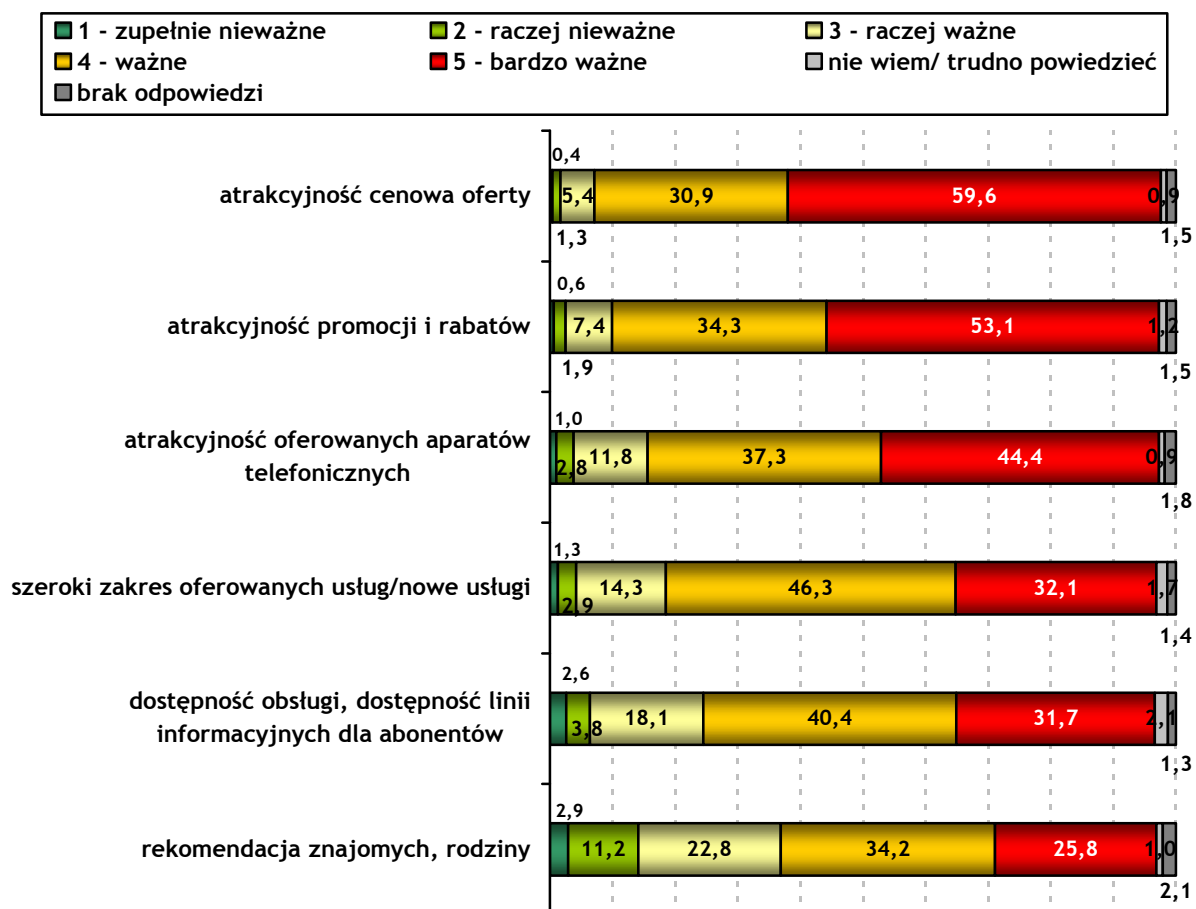 1 - zupełnie nieważne 2 - raczej nieważne 3 - raczej ważne
4 - ważne 5 - bardzo ważne nie wiem/ trudno powiedzieć
brak odpowiedzi
0,4
atrakcyjność cenowa oferty 5,4 30,9 59,6 0,9
1,3 1,5
0,6
atrakcyjność promocji i rabatów 7,4 34,3 53,1 1,2
1,9 1,5
1,0
atrakcyjność oferowanych aparatów
telefonicznych
2,8 11,8 37,3 44,4 0,9
1,8
1,3
szeroki zakres oferowanych usług/nowe usługi 2,9 14,3 46,3 32,1 1,7
1,4
2,6
dostępność obsługi, dostępność linii
informacyjnych dla abonentów
3,8 18,1 40,4 31,7 2,1
1,3
2,9
rekomendacja znajomych, rodziny 11,2 22,8 34,2 25,8 1,0
2,1